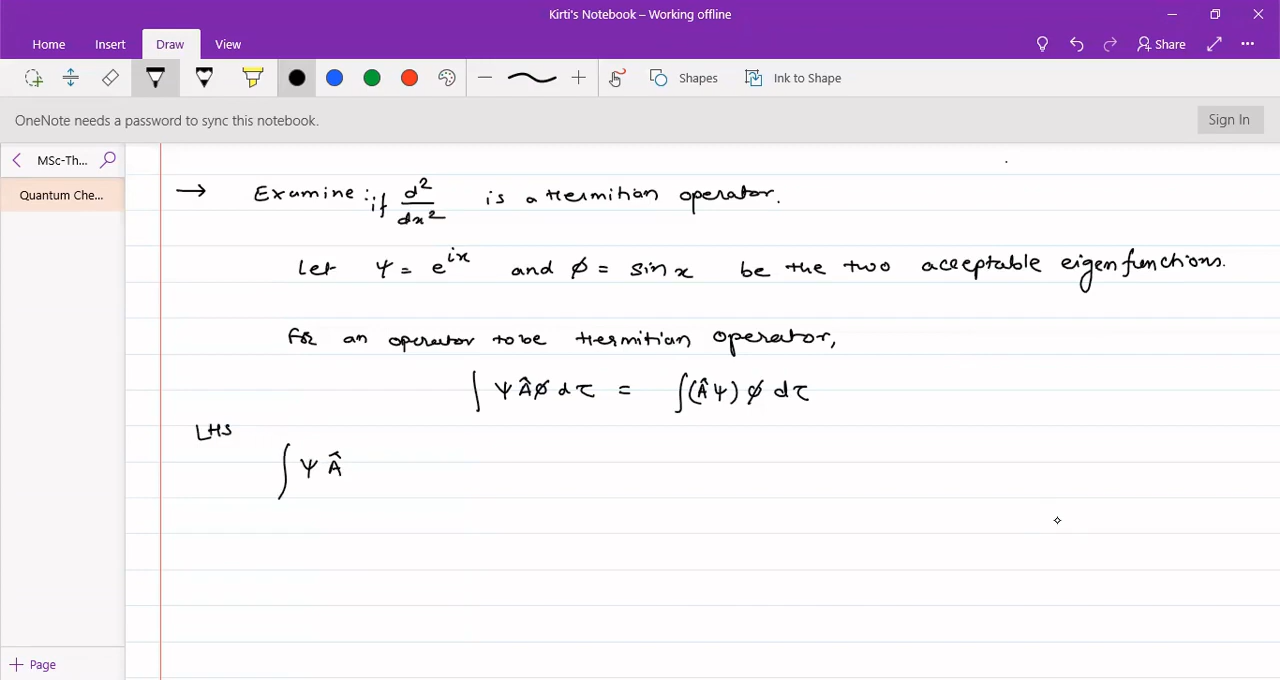 Kirti's Notebook – Working offline
Home Insert Draw View Share
Shapes Ink to Shape
OneNote needs a password to sync this notebook. Sign In
MSc-Th...
Quantum Che...
→ Examine : if d²/dx² is a Hermitian operator.
Let ψ = e^{ix} and ϕ = sin x be the two acceptable eigenfunctions.
For an operator to be Hermitian operator,
∫ ψ Â ϕ dτ = ∫(Âψ) ϕ dτ
LHS
∫ ψ Â
+ Page